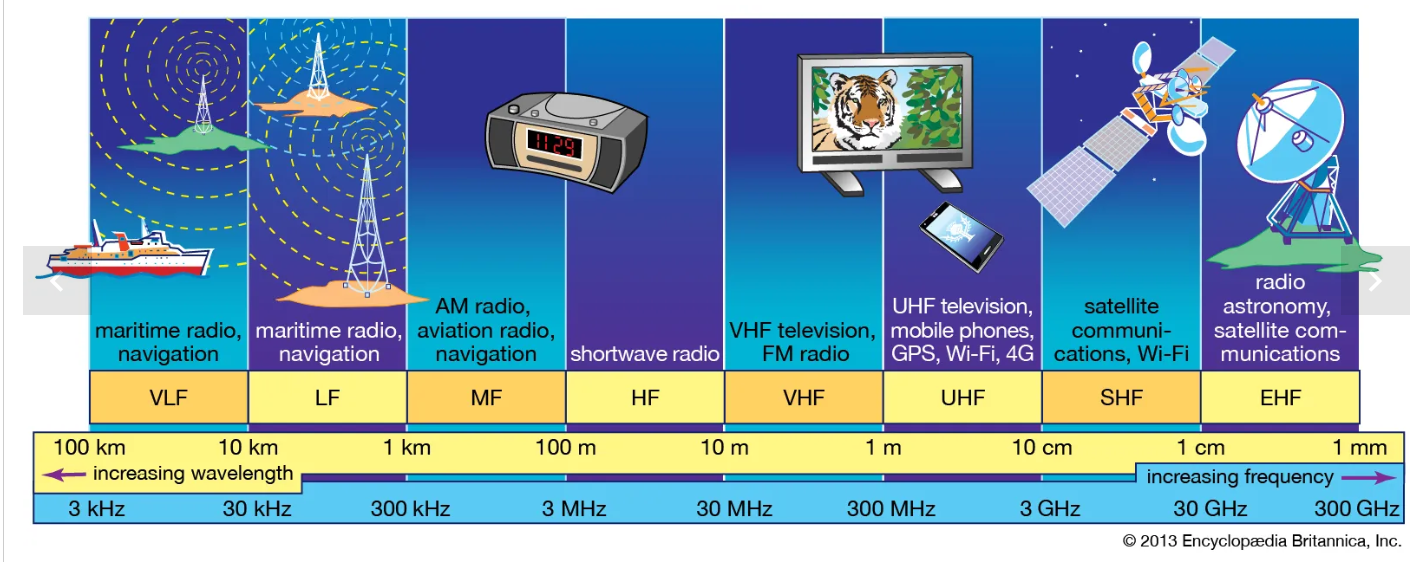 11:29
maritime radio,
navigation
maritime radio,
navigation
AM radio,
aviation radio,
navigation
shortwave radio
VHF television,
FM radio
UHF television,
mobile phones,
GPS, Wi-Fi, 4G
satellite
communi-
cations, Wi-Fi
radio
astronomy,
satellite com-
munications
VLF LF MF HF VHF UHF SHF EHF
100 km 10 km 1 km 100 m 10 m 1 m 10 cm 1 cm 1 mm
increasing wavelength
increasing frequency
3 kHz 30 kHz 300 kHz 3 MHz 30 MHz 300 MHz 3 GHz 30 GHz 300 GHz
© 2013 Encyclopædia Britannica, Inc.